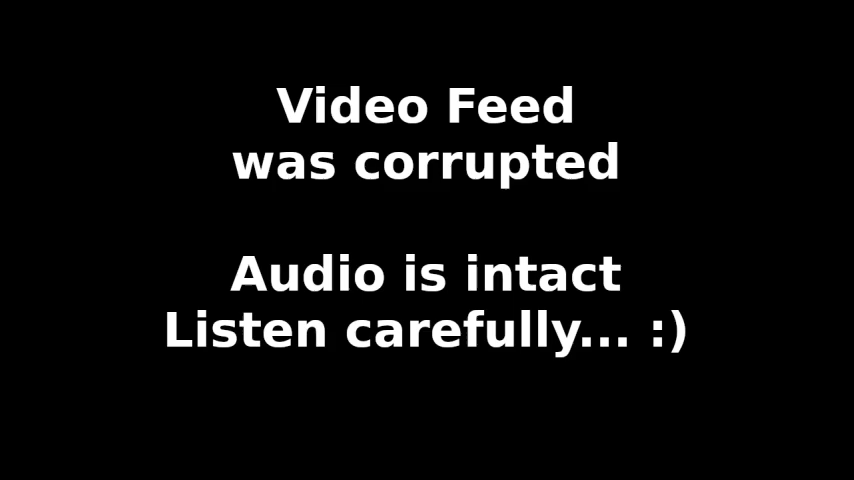 Video Feed
was corrupted
Audio is intact
Listen carefully... :)